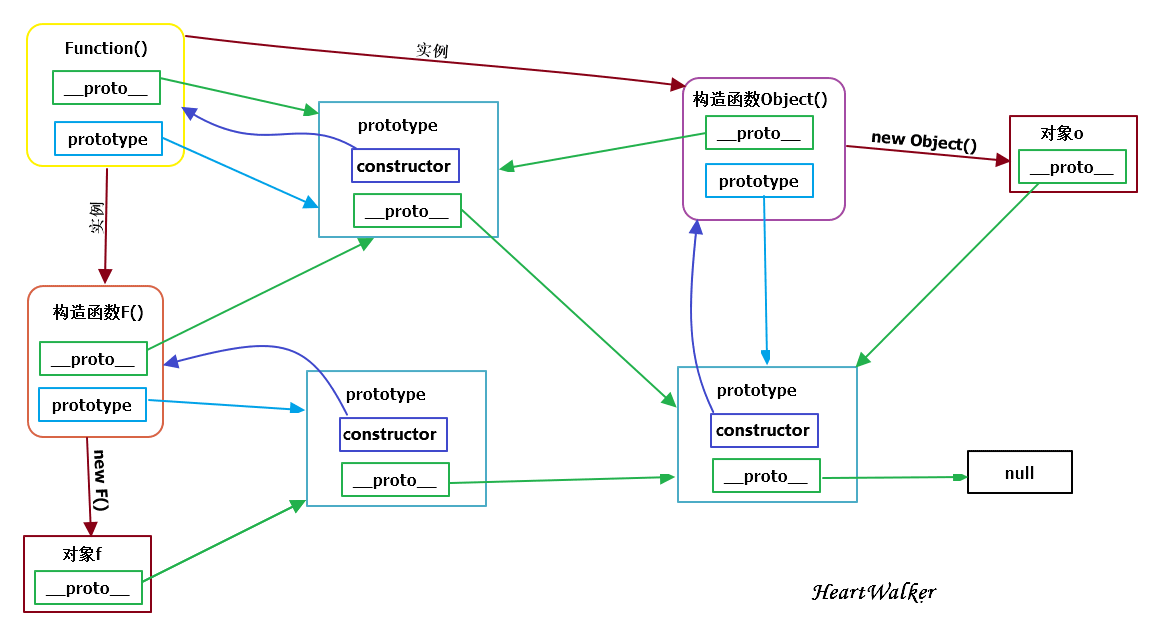 Function()
__proto__
prototype
实例
实例
prototype
constructor
__proto__
构造函数Object()
__proto__
prototype
new Object()
对象o
__proto__
构造函数F()
__proto__
prototype
new F()
prototype
constructor
__proto__
prototype
constructor
__proto__
null
对象f
__proto__
HeartWalker